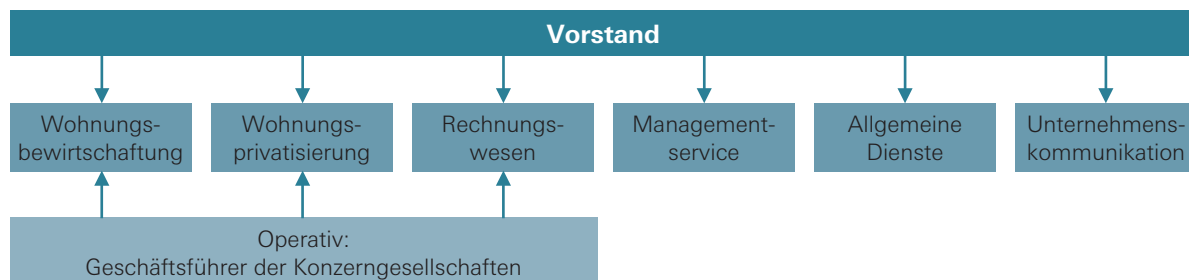 Vorstand
Wohnungs-
bewirtschaftung
Wohnungs-
privatisierung
Rechnungs-
wesen
Management-
service
Allgemeine
Dienste
Unternehmens-
kommunikation
Operativ:
Geschäftsführer der Konzerngesellschaften